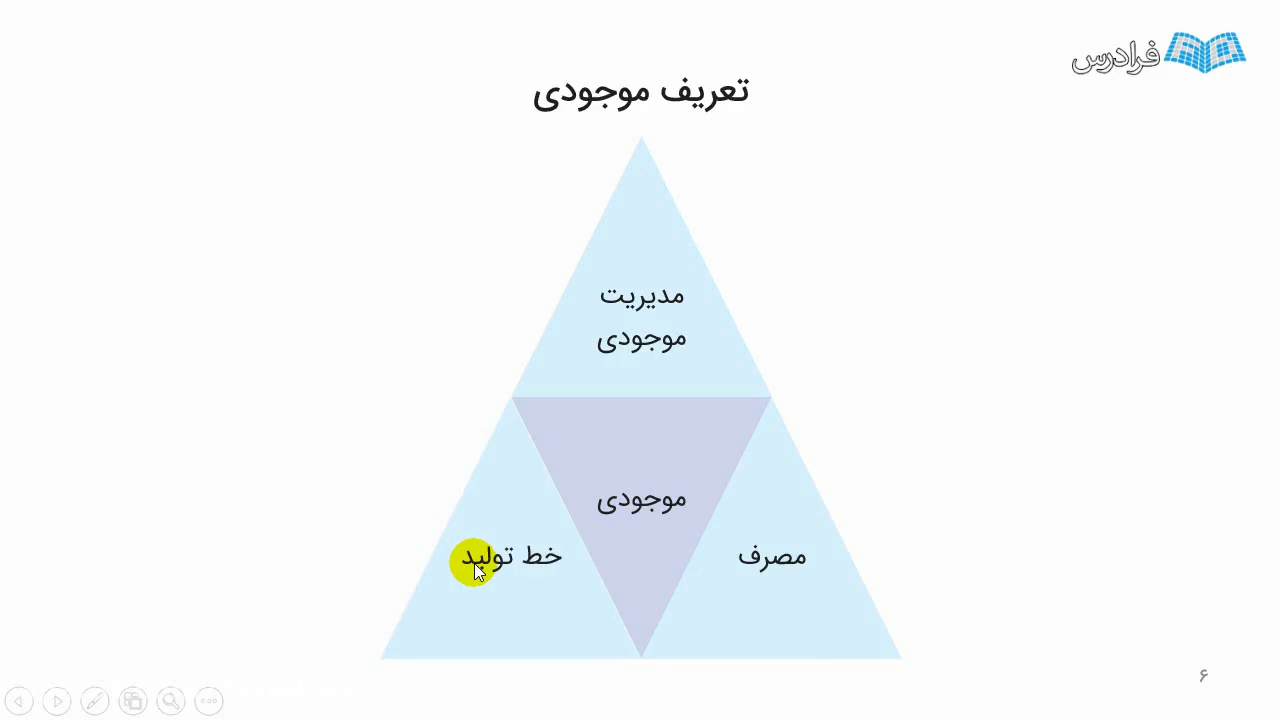 فرادرس
تعریف موجودی
مدیریت
موجودی
موجودی
مصرف
خط تولید
۶